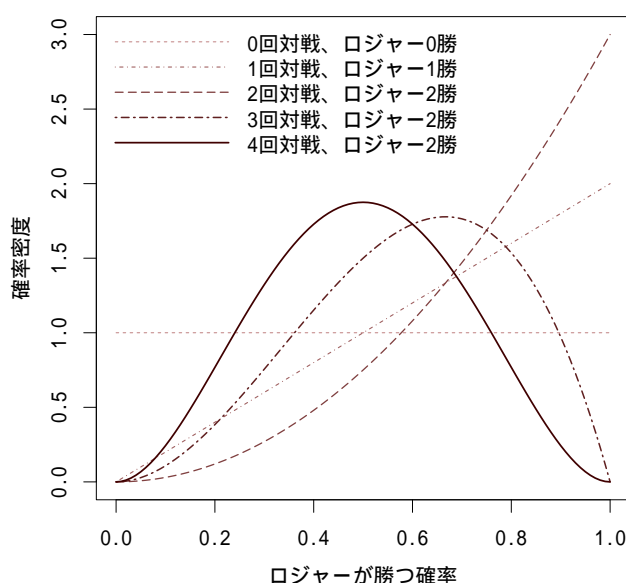 0回対戦、ロジャー0勝
1回対戦、ロジャー1勝
2回対戦、ロジャー2勝
3回対戦、ロジャー2勝
4回対戦、ロジャー2勝
確率密度
3.0
2.5
2.0
1.5
1.0
0.5
0.0
0.0 0.2 0.4 0.6 0.8 1.0
ロジャーが勝つ確率